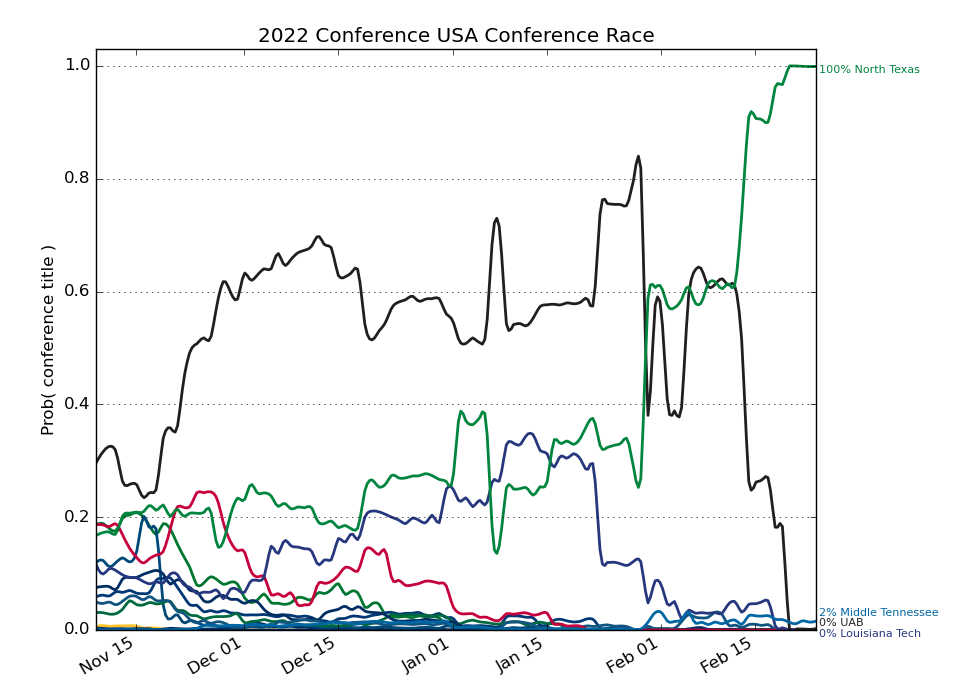 2022 Conference USA Conference Race
Prob( conference title )
1.0
0.8
0.6
0.4
0.2
0.0
Nov 15
Dec 01
Dec 15
Jan 01
Jan 15
Feb 01
Feb 15
100% North Texas
2% Middle Tennessee
0% UAB
0% Louisiana Tech